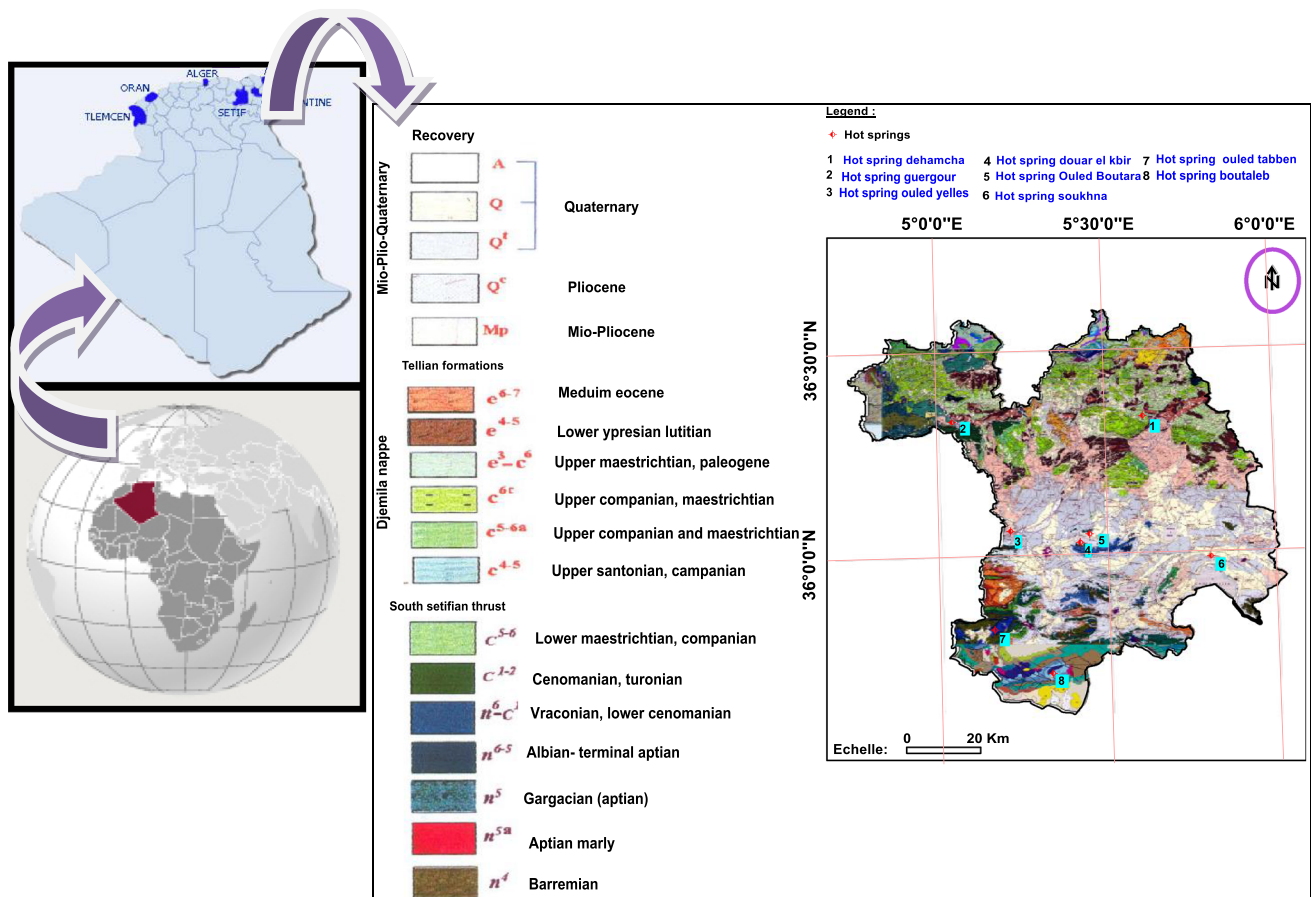 ALGER
ORAN
NTINE
SETIF
TLEMCEN
Recovery
Mio-Plio-Quaternary
A
Q
Quaternary
Qt
Qc
Pliocene
Mp
Mio-Pliocene
Tellian formations
Djemila nappe
e6-7
Meduim eocene
e4-5
Lower ypresian lutitian
e3-c6
Upper maestrichtian, paleogene
c6c
Upper companian, maestrichtian
c5-6a
Upper companian and maestrichtian
c4-5
Upper santonian, campanian
South setifian thrust
C5-6
Lower maestrichtian, companian
C1-2
Cenomanian, turonian
n6-C1
Vraconian, lower cenomanian
n6-5
Albian- terminal aptian
n5
Gargacian (aptian)
n5a
Aptian marly
n4
Barremian
Legend :
Hot springs
1 Hot spring dehamcha
2 Hot spring guergour
3 Hot spring ouled yelles
4 Hot spring douar el kbir
5 Hot spring Ouled Boutara
6 Hot spring soukhna
7 Hot spring ouled tabben
8 Hot spring boutaleb
5°0'0"E 5°30'0"E 6°0'0"E
N
36°30'0"N
36°0'0"N
2
1
3
5
4
6
7
8
Echelle: 0 20 Km